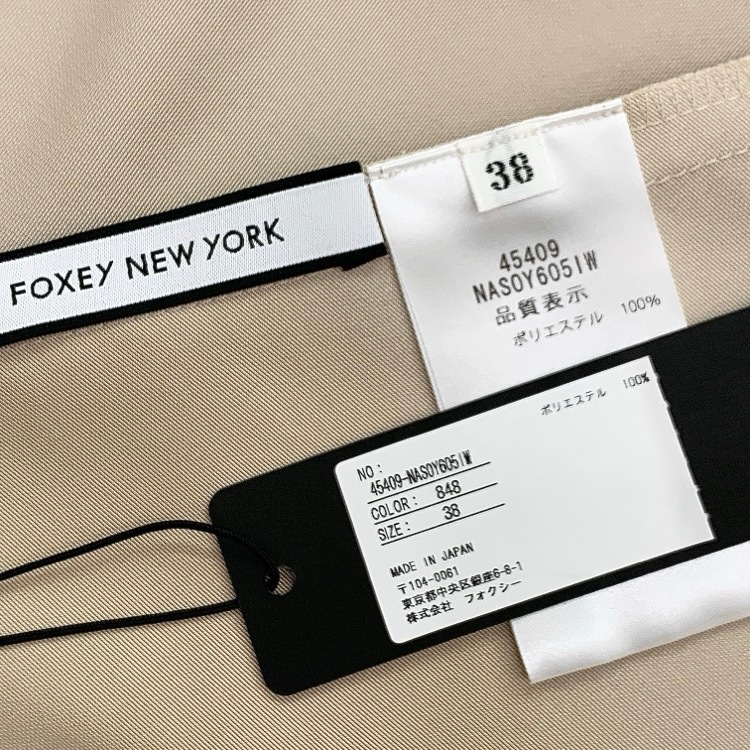 FOXEY NEW YORK
38
45409
NASOY605IW
品質表示
ポリエステル 100%
ポリエステル 100%
NO:
45409-NASOY605IW
COLOR: 848
SIZE: 38
MADE IN JAPAN
〒104-0061
東京都中央区銀座6-8-1
株式会社 フォクシー